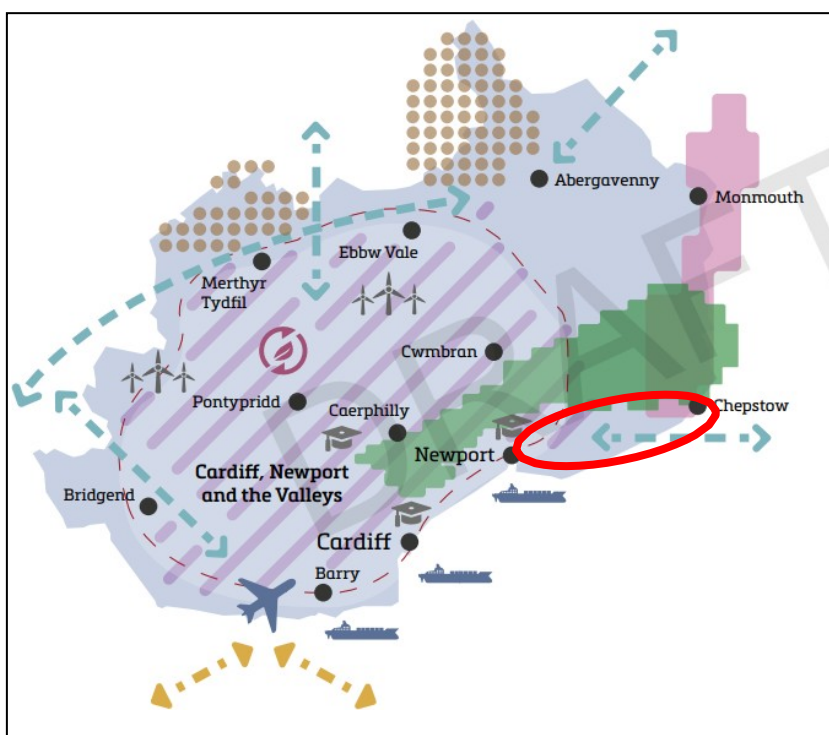 Abergavenny
Monmouth
Ebbw Vale
Merthyr
Tydfil
Cwmbran
Pontypridd
Caerphilly
Chepstow
Newport
Cardiff, Newport
and the Valleys
Bridgend
Cardiff
Barry
DRAFT